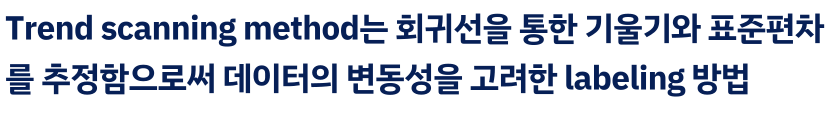 Trend scanning method는 회귀선을 통한 기울기와 표준편차
를 추정함으로써 데이터의 변동성을 고려한 labeling 방법